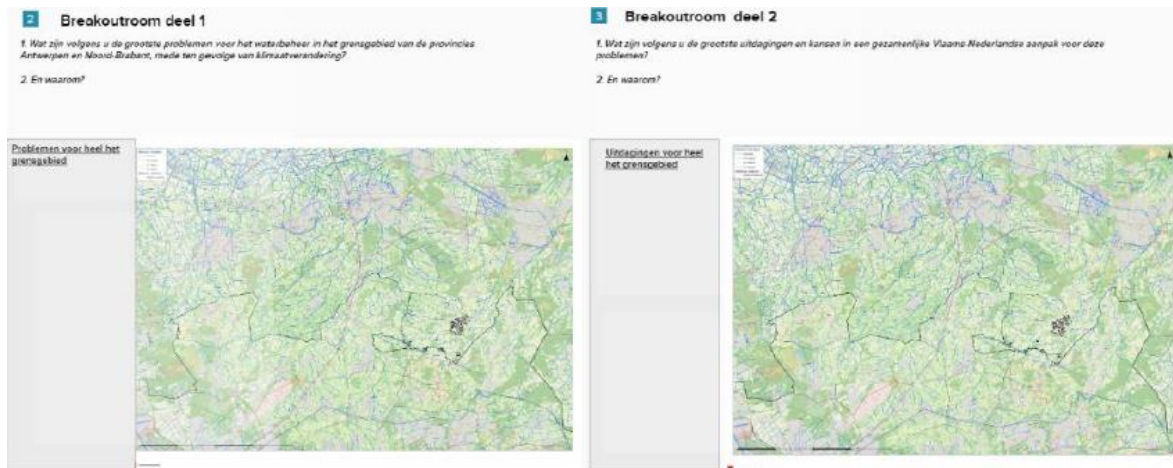 2 Breakoutroom deel 1
1. Wat zijn volgens u de grootste problemen voor het waterbeheer in het grensgebied van de provincies
Antwerpen en Noord-Brabant, mede ten gevolge van klimaatverandering?
2. En waarom?
Problemen voor heel het
grensgebied
3 Breakoutroom deel 2
1. Wat zijn volgens u de grootste uitdagingen en kansen in een gezamenlijke Vlaams-Nederlandse aanpak voor deze
problemen?
2. En waarom?
Uitdagingen voor heel
het grensgebied